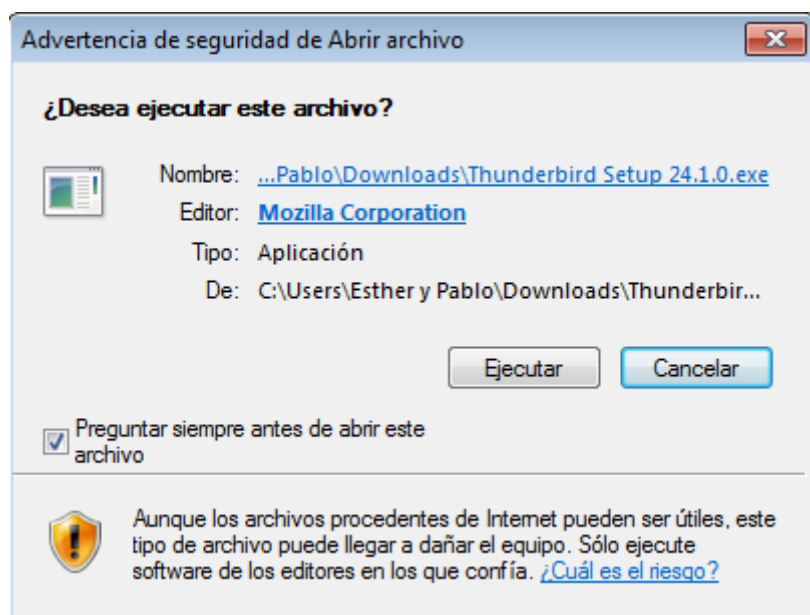 Advertencia de seguridad de Abrir archivo
¿Desea ejecutar este archivo?
Nombre: ...Pablo\Downloads\Thunderbird Setup 24.1.0.exe
Editor: Mozilla Corporation
Tipo: Aplicación
De: C:\Users\Esther y Pablo\Downloads\Thunderbir...
Ejecutar Cancelar
Preguntar siempre antes de abrir este
archivo
Aunque los archivos procedentes de Internet pueden ser útiles, este
tipo de archivo puede llegar a dañar el equipo. Sólo ejecute
software de los editores en los que confía. ¿Cuál es el riesgo?